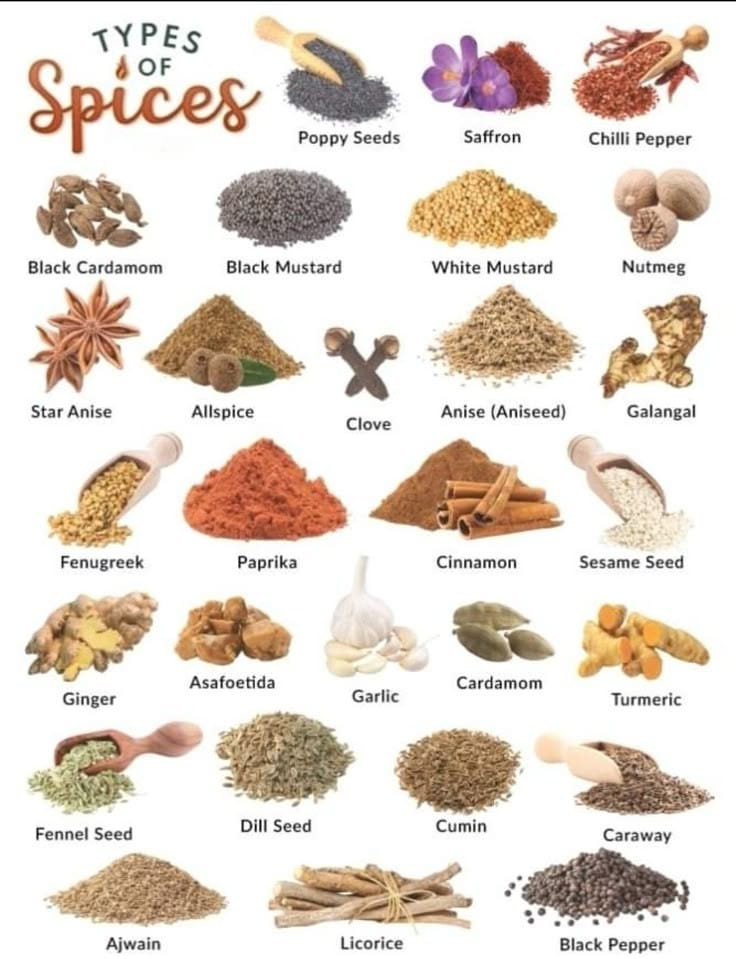 TYPES
OF
Spices
Poppy Seeds
Saffron
Chilli Pepper
Black Cardamom
Black Mustard
White Mustard
Nutmeg
Star Anise
Allspice
Clove
Anise (Aniseed)
Galangal
Fenugreek
Paprika
Cinnamon
Sesame Seed
Ginger
Asafoetida
Garlic
Cardamom
Turmeric
Fennel Seed
Dill Seed
Cumin
Caraway
Ajwain
Licorice
Black Pepper